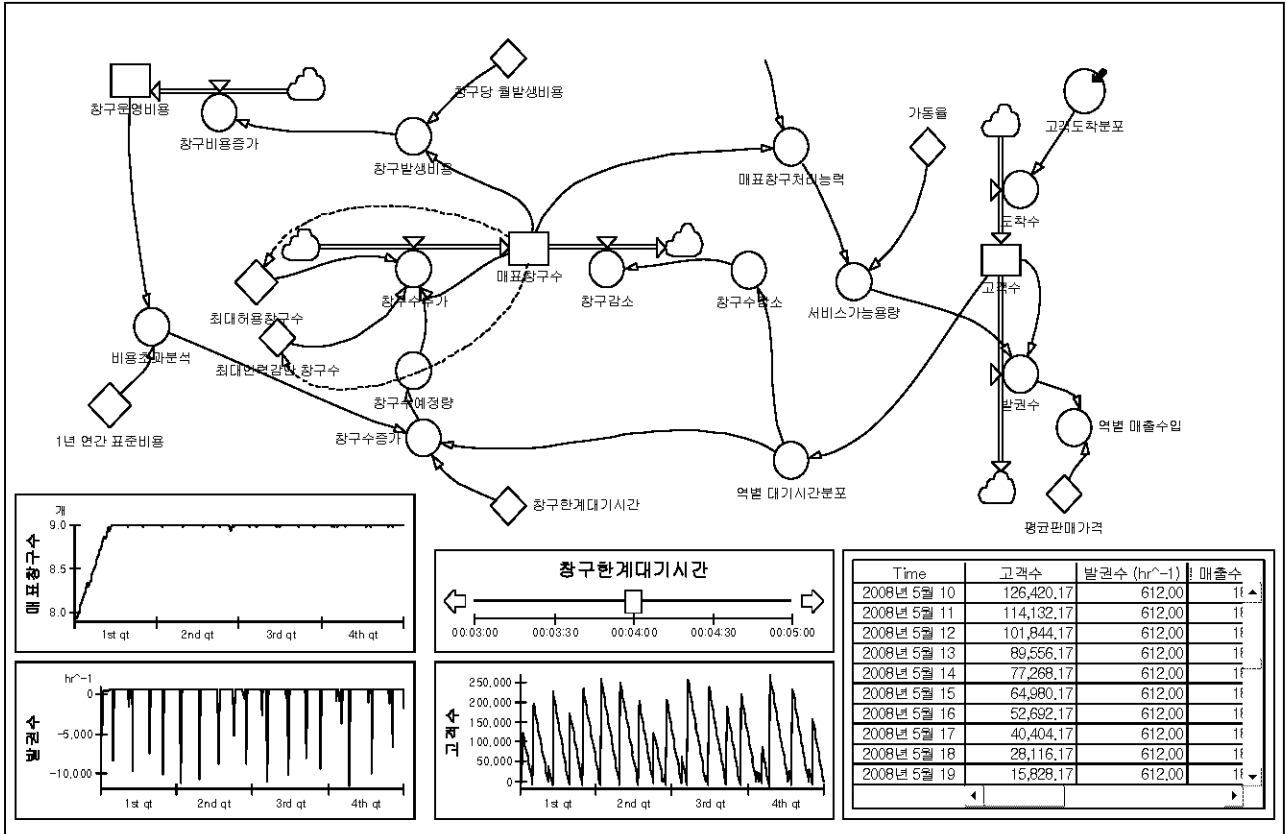 창구당 월발생비용
창구운영비용
창구비용증가
창구발생비용
가동율
고객도착분포
매표창구처리능력
도착수
매표창구수
창구감소
창구수감소
고객수
최대허용창구수
창구수추가
서비스가능용량
비용초과분석
최대인력감안 창구수
창구수예정량
발권수
1년 연간 표준비용
창구수증가
역별 매출수입
역별 대기시간분포
창구한계대기시간
평균판매가격
개
매표창구수
9.0
8.5
8.0
1st qt 2nd qt 3rd qt 4th qt
창구한계대기시간
00:03:00 00:03:30 00:04:00 00:04:30 00:05:00
hr^-1
발권수
0
-5,000
-10,000
1st qt 2nd qt 3rd qt 4th qt
고객수
250,000
200,000
150,000
100,000
50,000
0
1st qt 2nd qt 3rd qt 4th qt
Time 고객수 발권수 (hr^-1) 매출수
2008년 5월 10 126,420.17 612.00
2008년 5월 11 114,132.17 612.00
2008년 5월 12 101,844.17 612.00
2008년 5월 13 89,556.17 612.00
2008년 5월 14 77,268.17 612.00
2008년 5월 15 64,980.17 612.00
2008년 5월 16 52,692.17 612.00
2008년 5월 17 40,404.17 612.00
2008년 5월 18 28,116.17 612.00
2008년 5월 19 15,828.17 612.00